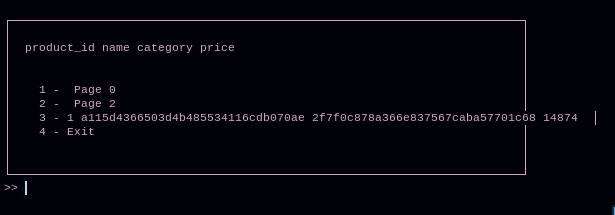 product_id name category price
1 -  Page 0
2 -  Page 2
3 - 1 a115d4366503d4b485534116cdb070ae 2f7f0c878a366e837567caba57701c68 14874
4 - Exit
>>